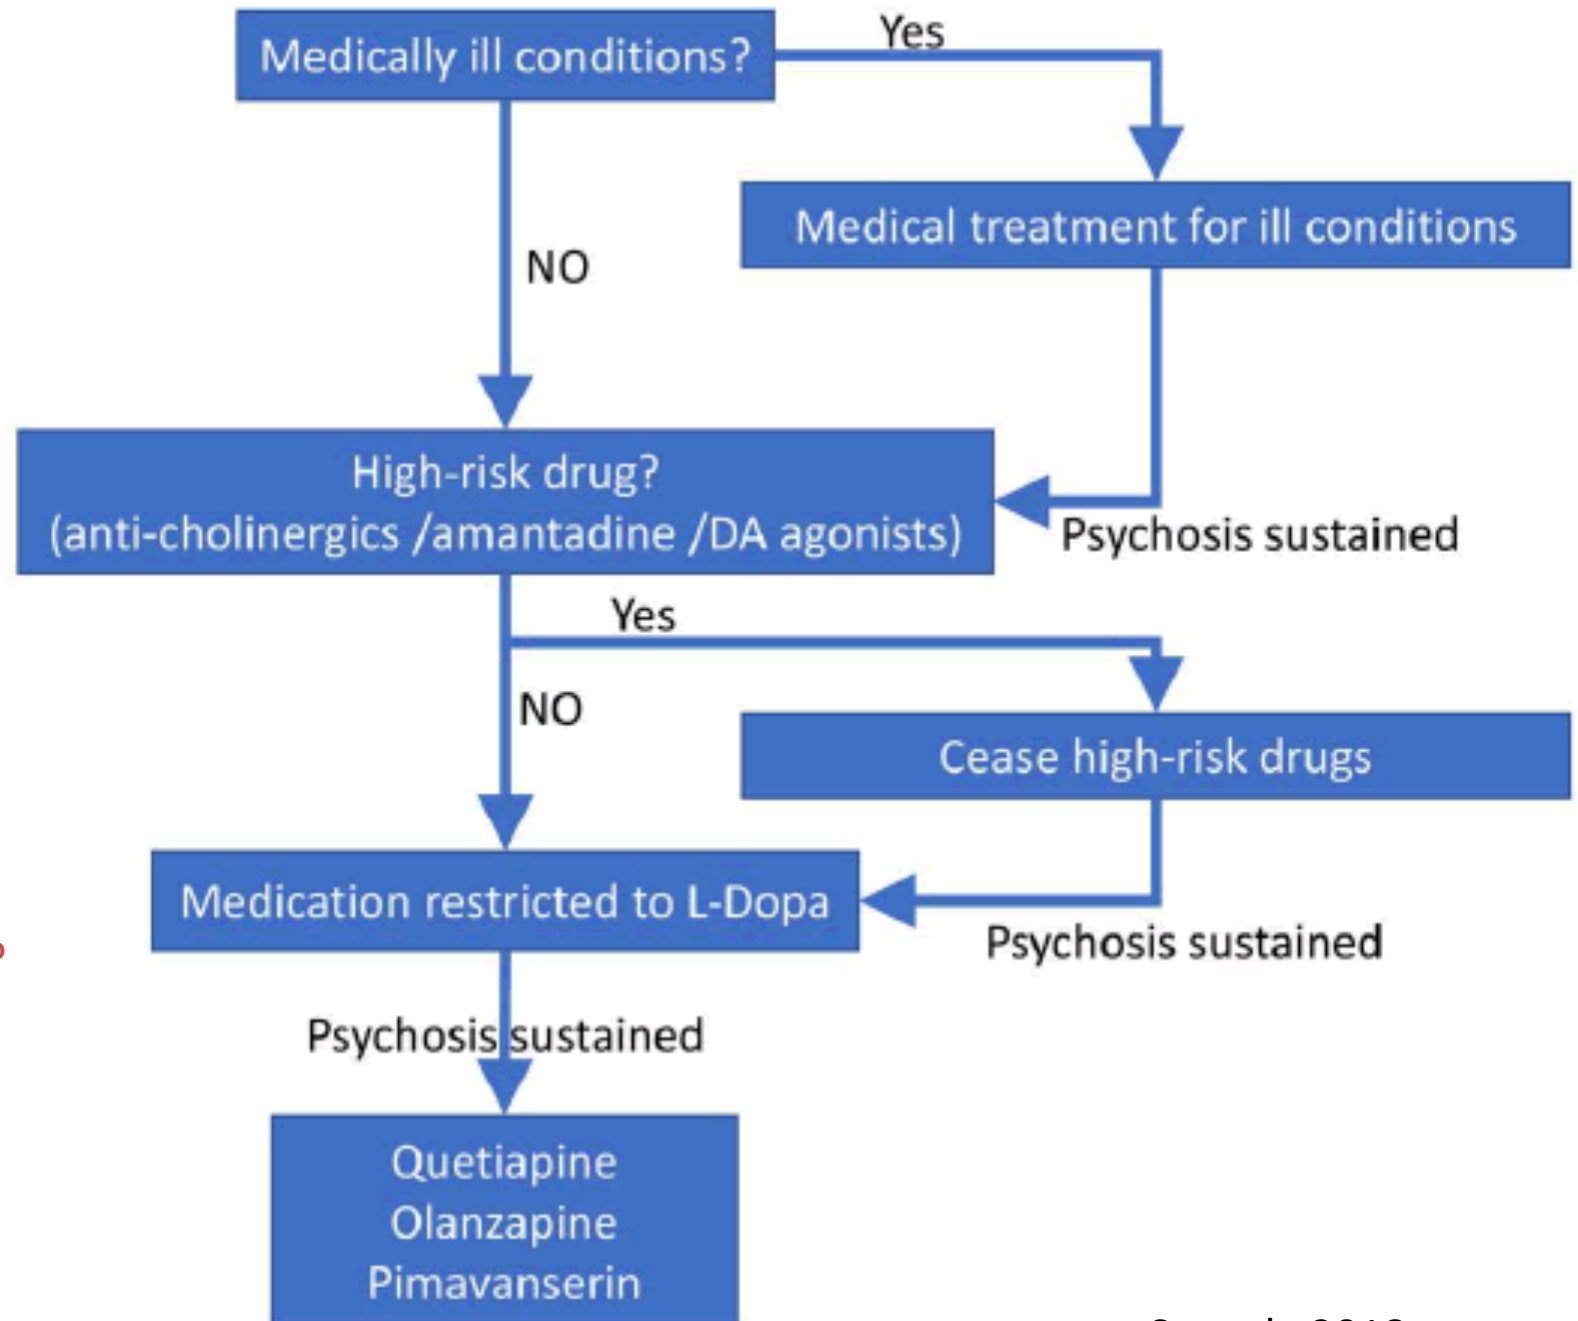 Medically ill conditions?
Yes
Medical treatment for ill conditions
NO
High-risk drug?
(anti-cholinergics /amantadine /DA agonists)
Psychosis sustained
Yes
NO
Cease high-risk drugs
Medication restricted to L-Dopa
Psychosis sustained
Psychosis sustained
Quetiapine
Olanzapine
Pimavanserin